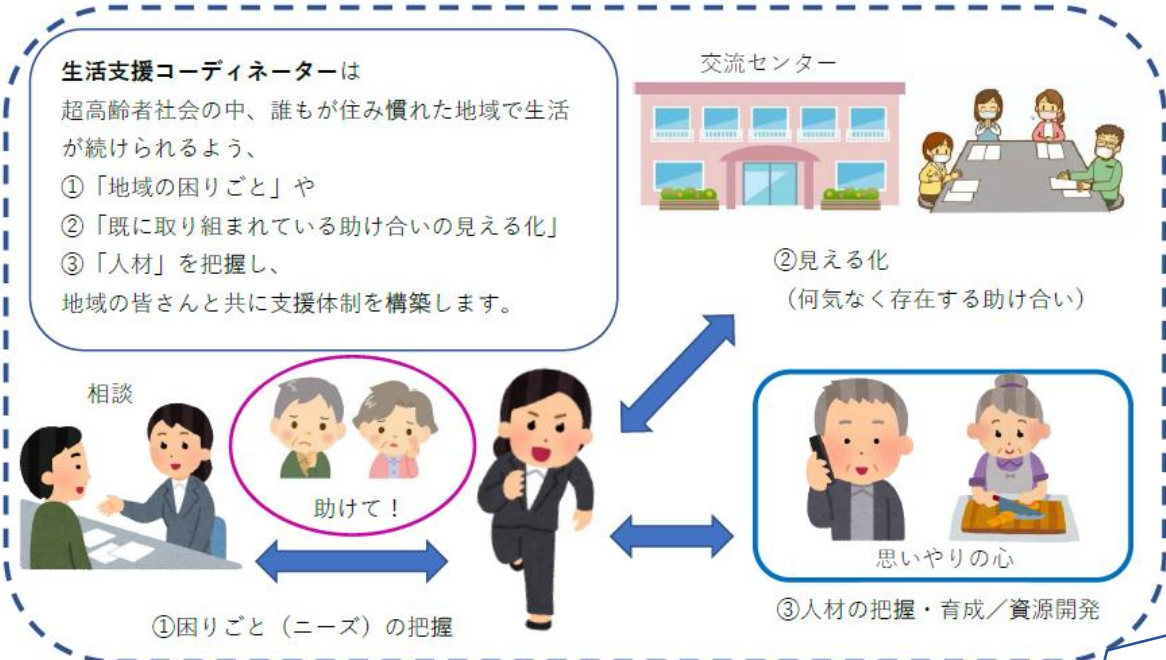 生活支援コーディネーターは
超高齢者社会の中、誰もが住み慣れた地域で生活
が続けられるよう、
①「地域の困りごと」や
②「既に取り組まれている助け合いの見える化」
③「人材」を把握し、
地域の皆さんと共に支援体制を構築します。
交流センター
②見える化
（何気なく存在する助け合い）
相談
助けて！
①困りごと（ニーズ）の把握
思いやりの心
③人材の把握・育成／資源開発